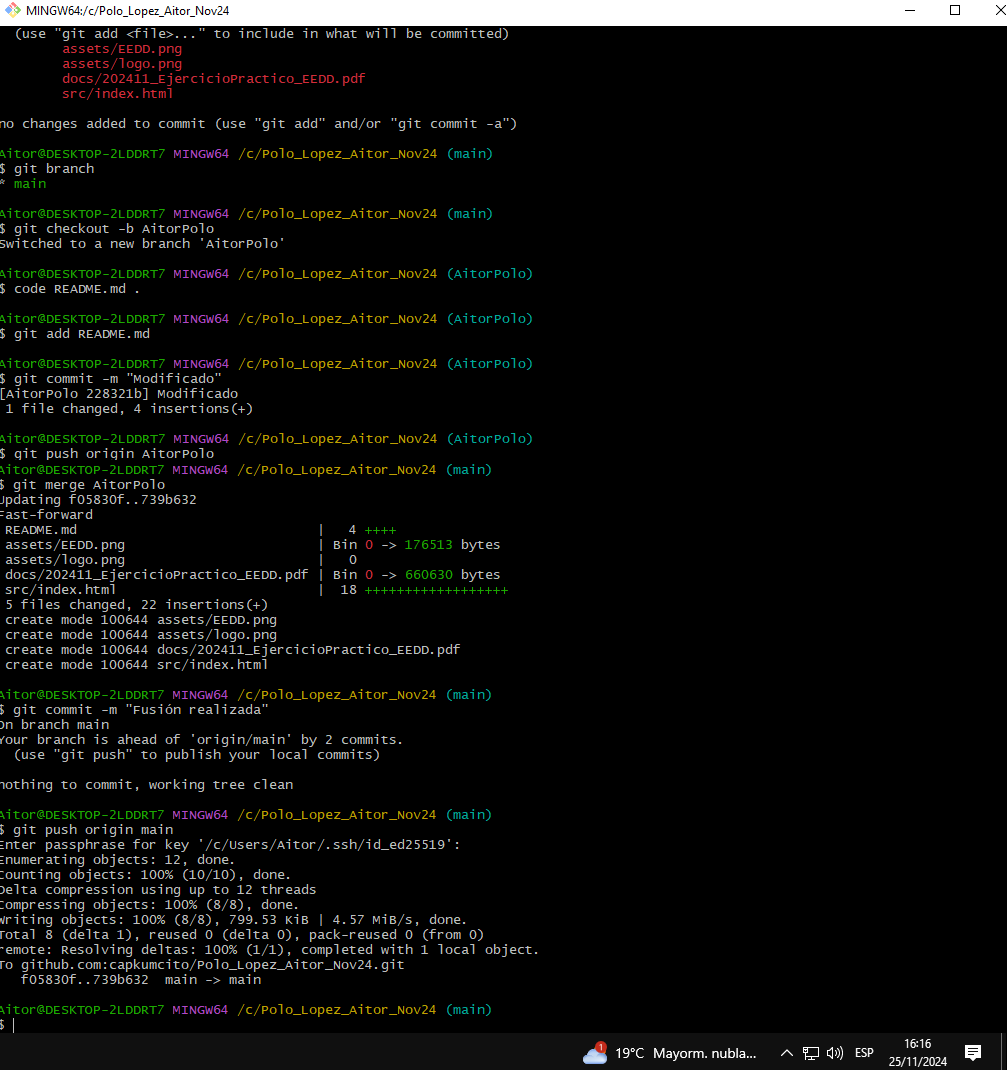 MINGW64:/c/Polo_Lopez_Aitor_Nov24
(use "git add <file>..." to include in what will be committed)
assets/EEDD.png
assets/logo.png
docs/202411_EjercicioPractico_EEDD.pdf
src/index.html
no changes added to commit (use "git add" and/or "git commit -a")
Aitor@DESKTOP-2LDDRT7 MINGW64 /c/Polo_Lopez_Aitor_Nov24 (main)
$ git branch
* main
Aitor@DESKTOP-2LDDRT7 MINGW64 /c/Polo_Lopez_Aitor_Nov24 (main)
$ git checkout -b AitorPolo
Switched to a new branch 'AitorPolo'
Aitor@DESKTOP-2LDDRT7 MINGW64 /c/Polo_Lopez_Aitor_Nov24 (AitorPolo)
$ code README.md .
Aitor@DESKTOP-2LDDRT7 MINGW64 /c/Polo_Lopez_Aitor_Nov24 (AitorPolo)
$ git add README.md
Aitor@DESKTOP-2LDDRT7 MINGW64 /c/Polo_Lopez_Aitor_Nov24 (AitorPolo)
$ git commit -m "Modificado"
[AitorPolo 228321b] Modificado
1 file changed, 4 insertions(+)
Aitor@DESKTOP-2LDDRT7 MINGW64 /c/Polo_Lopez_Aitor_Nov24 (AitorPolo)
$ git push origin AitorPolo
Aitor@DESKTOP-2LDDRT7 MINGW64 /c/Polo_Lopez_Aitor_Nov24 (main)
$ git merge AitorPolo
Updating f05830f..739b632
Fast-forward
README.md | 4 ++++
assets/EEDD.png | Bin 0 -> 176513 bytes
assets/logo.png | 0
docs/202411_EjercicioPractico_EEDD.pdf | Bin 0 -> 660630 bytes
src/index.html | 18 ++++++++++++++++++
5 files changed, 22 insertions(+)
create mode 100644 assets/EEDD.png
create mode 100644 assets/logo.png
create mode 100644 docs/202411_EjercicioPractico_EEDD.pdf
create mode 100644 src/index.html
Aitor@DESKTOP-2LDDRT7 MINGW64 /c/Polo_Lopez_Aitor_Nov24 (main)
$ git commit -m "Fusión realizada"
On branch main
Your branch is ahead of 'origin/main' by 2 commits.
(use "git push" to publish your local commits)
nothing to commit, working tree clean
Aitor@DESKTOP-2LDDRT7 MINGW64 /c/Polo_Lopez_Aitor_Nov24 (main)
$ git push origin main
Enter passphrase for key '/c/Users/Aitor/.ssh/id_ed25519':
Enumerating objects: 12, done.
Counting objects: 100% (10/10), done.
Delta compression using up to 12 threads
Compressing objects: 100% (8/8), done.
Writing objects: 100% (8/8), 799.53 KiB | 4.57 MiB/s, done.
Total 8 (delta 1), reused 0 (delta 0), pack-reused 0 (from 0)
remote: Resolving deltas: 100% (1/1), completed with 1 local object.
To github.com:capkumcito/Polo_Lopez_Aitor_Nov24.git
f05830f..739b632 main -> main
Aitor@DESKTOP-2LDDRT7 MINGW64 /c/Polo_Lopez_Aitor_Nov24 (main)
$
1 19°C Mayorm. nubla... ESP 16:16
25/11/2024